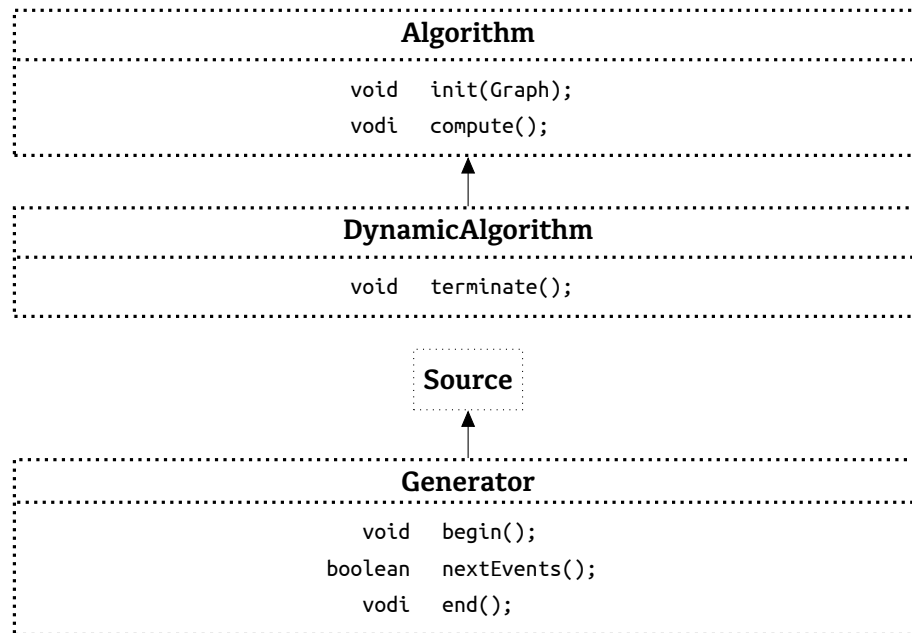 Algorithm
void init(Graph);
vodi compute();
DynamicAlgorithm
void terminate();
Source
Generator
void begin();
boolean nextEvents();
vodi end();